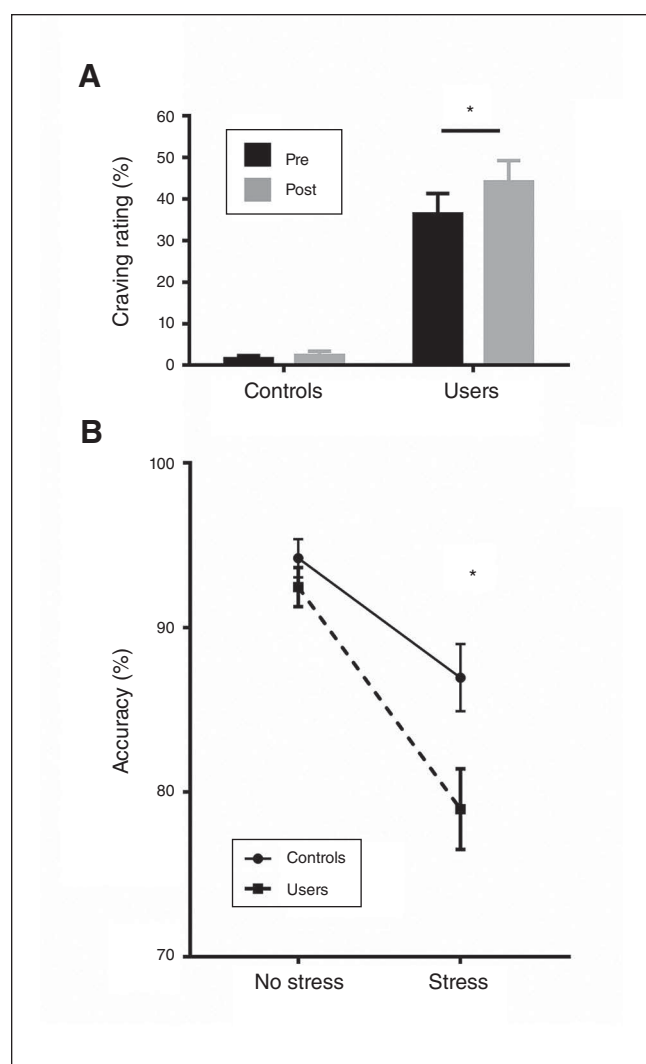 A
Craving rating (%)
60
50
40
30
20
10
0
Pre
Post
*
Controls
Users
B
Accuracy (%)
100
90
80
70
*
Controls
Users
No stress
Stress